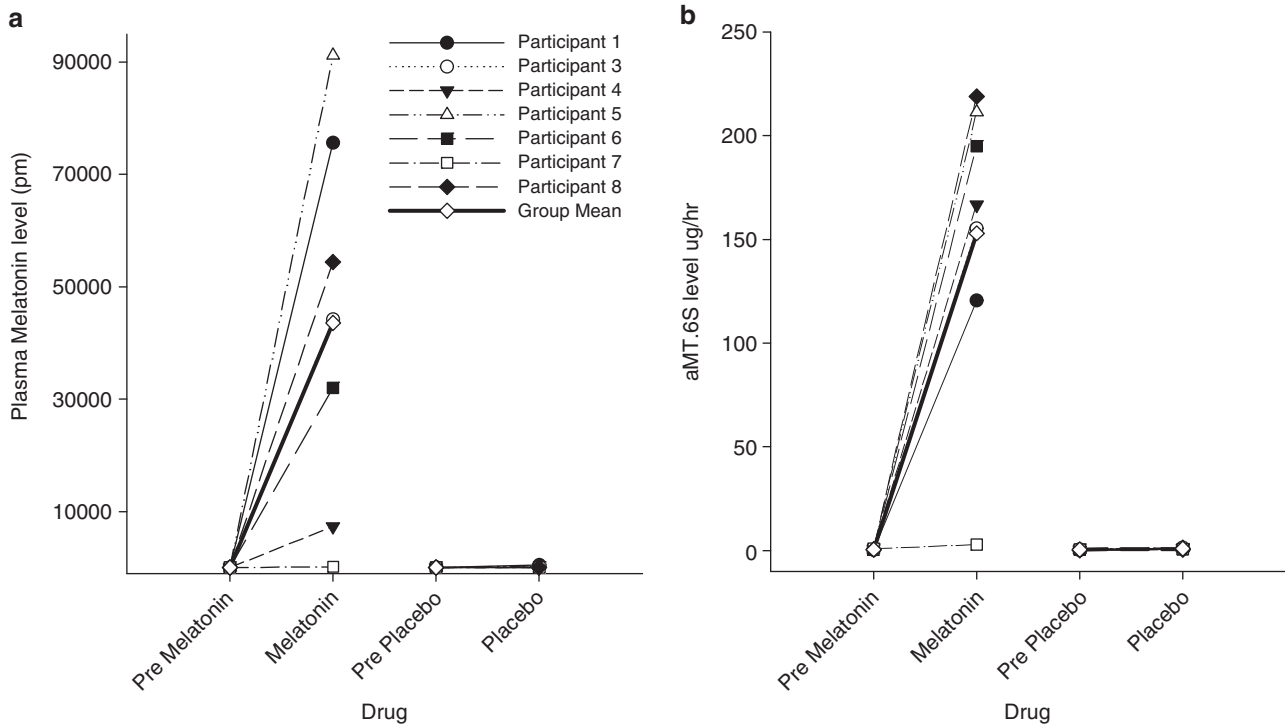 a
Plasma Melatonin level (pm)
90000
70000
50000
30000
10000
Participant 1
Participant 3
Participant 4
Participant 5
Participant 6
Participant 7
Participant 8
Group Mean
Pre Melatonin
Melatonin
Pre Placebo
Placebo
Drug
b
aMT.6S level ug/hr
250
200
150
100
50
0
Pre Melatonin
Melatonin
Pre Placebo
Placebo
Drug